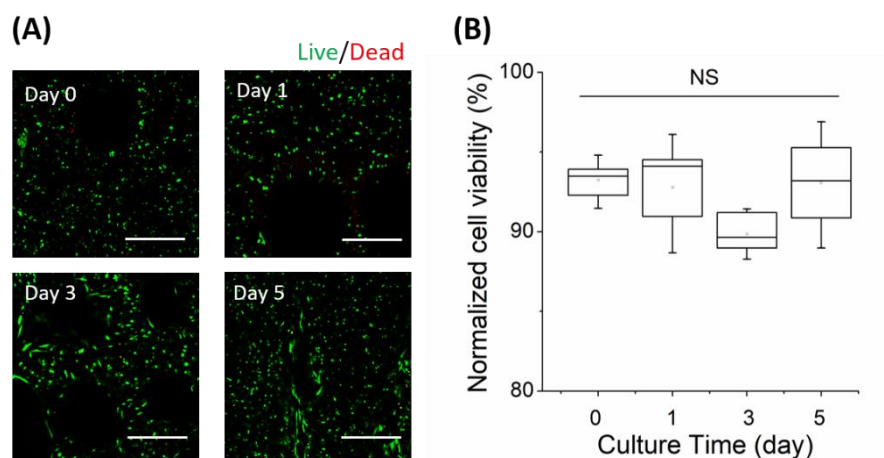 (A)
Live/Dead
Day 0
Day 1
Day 3
Day 5
(B)
NS
100
90
80
Normalized cell viability (%)
0 1 3 5
Culture Time (day)